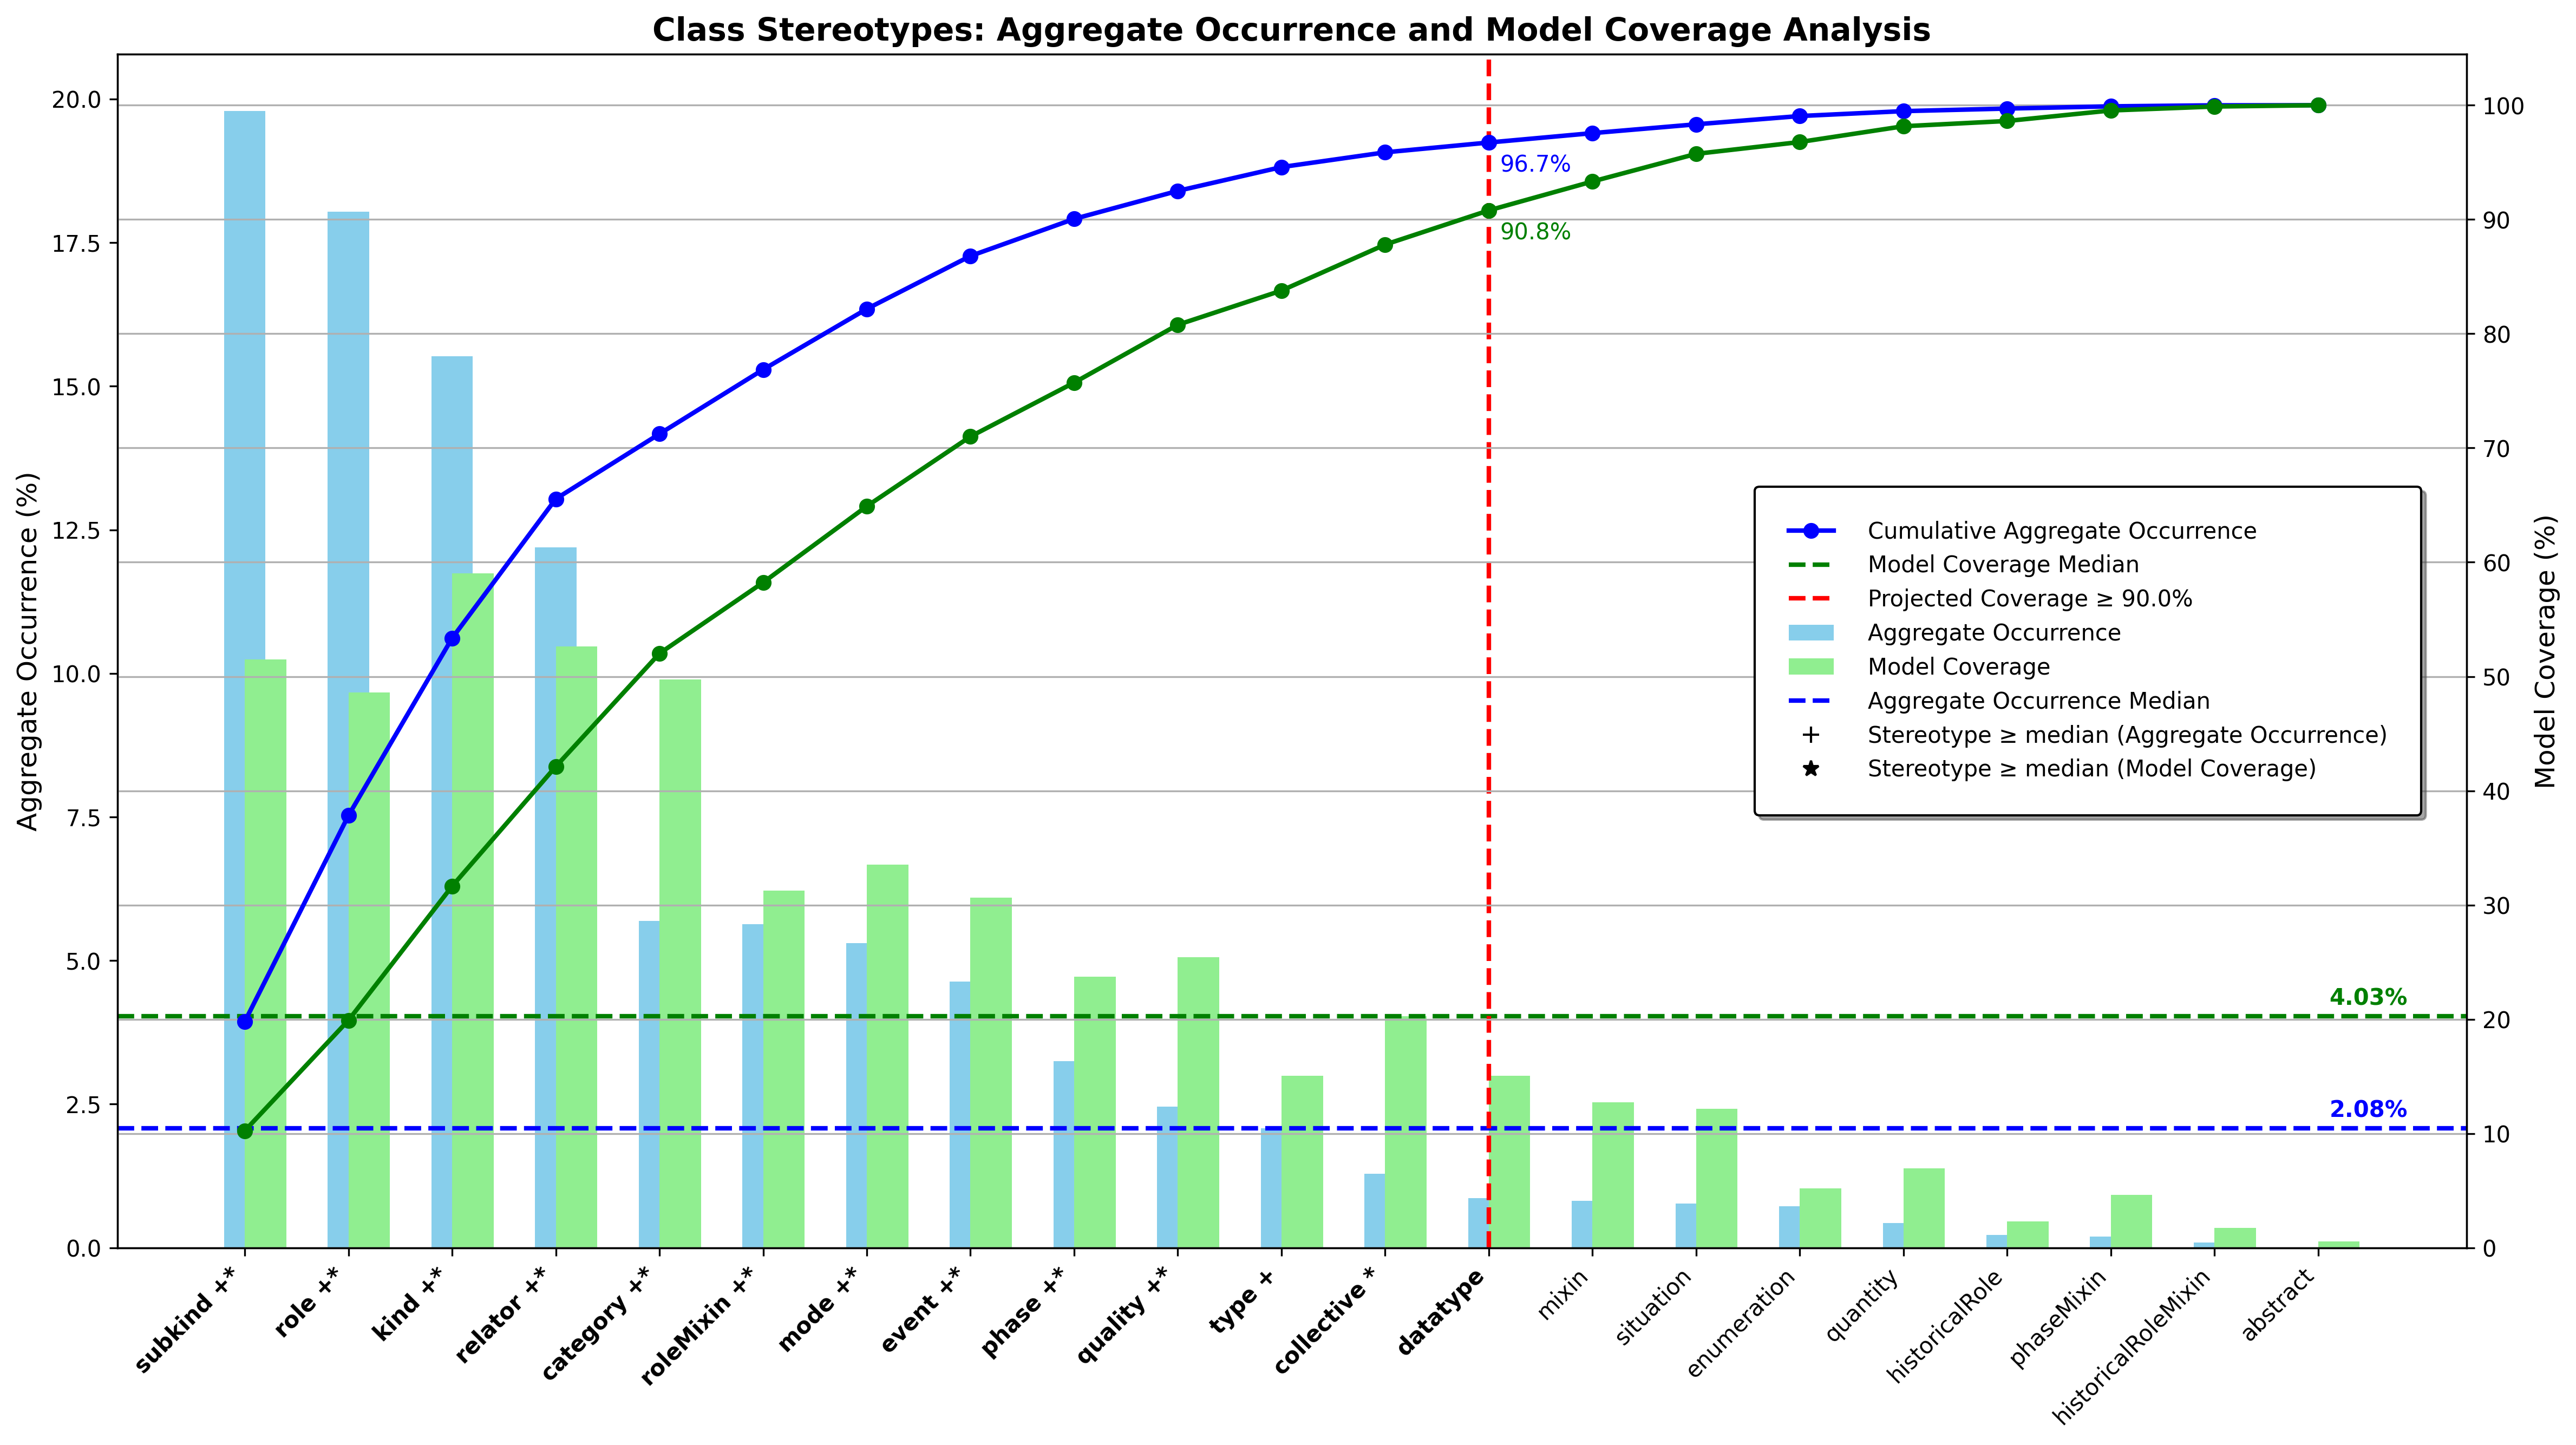 Class Stereotypes: Aggregate Occurrence and Model Coverage Analysis
Aggregate Occurrence (%)
20.0
17.5
15.0
12.5
10.0
7.5
5.0
2.5
0.0
Model Coverage (%)
100
90
80
70
60
50
40
30
20
10
0
96.7%
90.8%
Cumulative Aggregate Occurrence
Model Coverage Median
Projected Coverage ≥ 90.0%
Aggregate Occurrence
Model Coverage
Aggregate Occurrence Median
Stereotype ≥ median (Aggregate Occurrence)
Stereotype ≥ median (Model Coverage)
4.03%
2.08%
subkind +*
role +*
kind +*
relator +*
category +*
roleMixin +*
mode +*
event +*
phase +*
quality +*
type +
collective *
datatype
mixin
situation
enumeration
quantity
historicalRole
phaseMixin
historicalRoleMixin
abstract